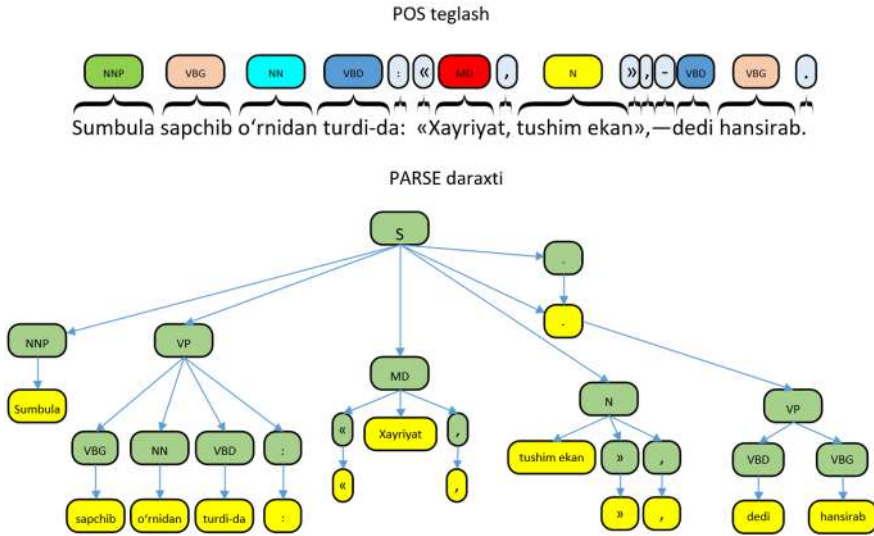 POS teglash
NNP VBG NN VBD : « MD , N » , - VBD VBG .
Sumbula sapchib o‘rnidan turdi-da: «Xayriyat, tushim ekan»,—dedi hansirab.
PARSE daraxti
S
.
.
NNP VP
MD
N
VP
Sumbula
« Xayriyat ,
VBG NN VBD :
tushim ekan » ,
VBD VBG
« ,
sapchib o‘rnidan turdi-da :
» ,
dedi hansirab